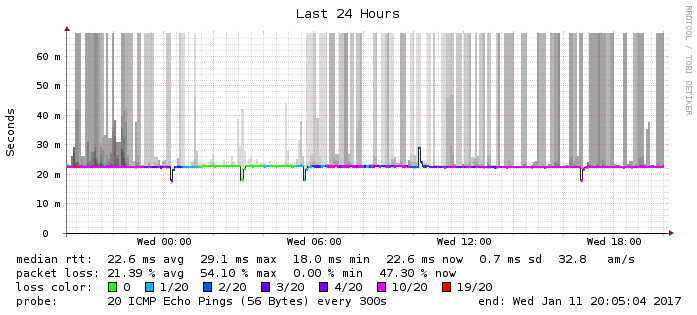 Last 24 Hours
RRDTOOL / TOBI OETIKER
Seconds
60 m
50 m
40 m
30 m
20 m
10 m
0
Wed 00:00 Wed 06:00 Wed 12:00 Wed 18:00
median rtt: 22.6 ms avg 29.1 ms max 18.0 ms min 22.6 ms now 0.7 ms sd 32.8 am/s
packet loss: 21.39 % avg 54.10 % max 0.00 % min 47.30 % now
loss color: 0 1/20 2/20 3/20 4/20 10/20 19/20
probe: 20 ICMP Echo Pings (56 Bytes) every 300s end: Wed Jan 11 20:05:04 2017